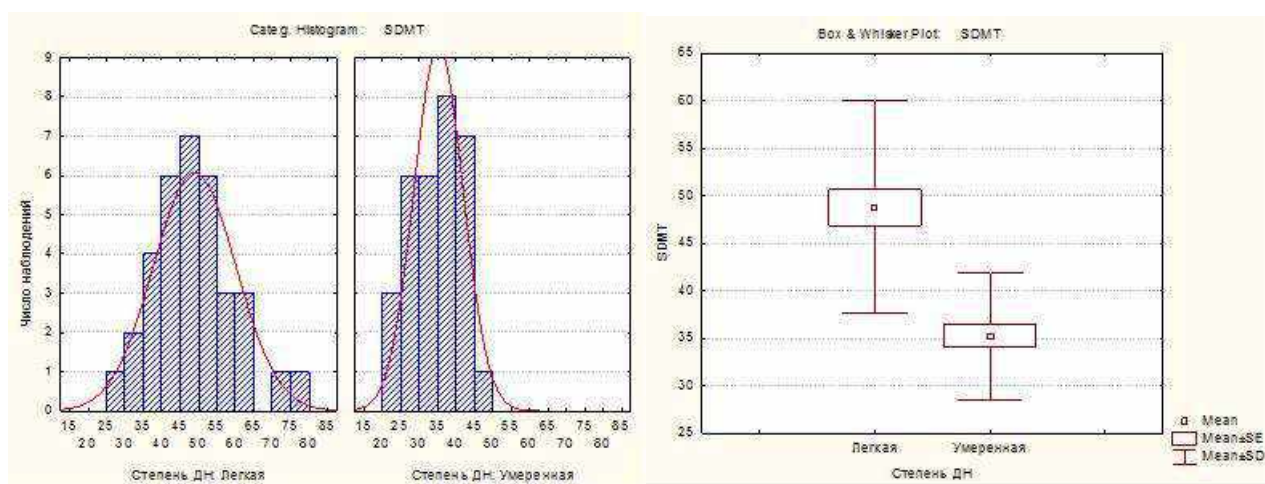 Categ. Histogram: SDMT
Число наблюдений
9
8
7
6
5
4
3
2
1
0
15 25 35 45 55 65 75 85
20 30 40 50 60 70 80
Степень ДН: Легкая
15 25 35 45 55 65 75 85
20 30 40 50 60 70 80
Степень ДН: Умеренная
Box & Whisker Plot: SDMT
SDMT
65
60
55
50
45
40
35
30
25
Легкая Умеренная
Степень ДН
Mean
Mean±SE
Mean±SD